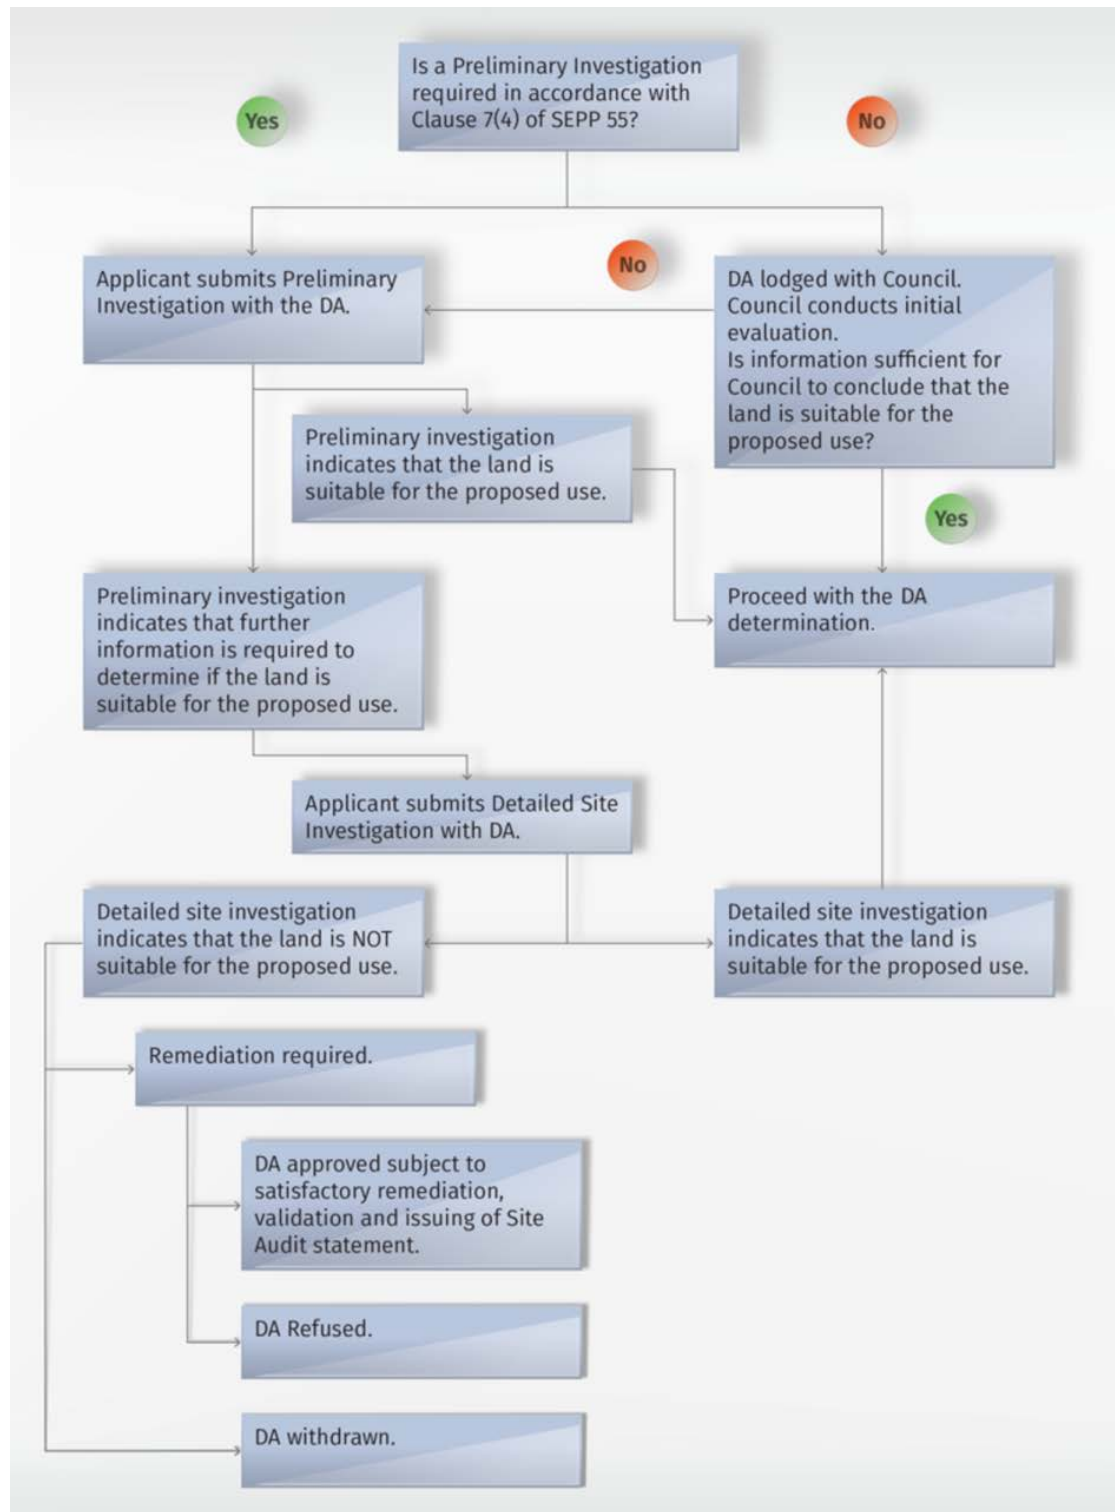 Is a Preliminary Investigation
required in accordance with
Clause 7(4) of SEPP 55?
Yes
No
Applicant submits Preliminary
Investigation with the DA.
No
DA lodged with Council.
Council conducts initial
evaluation.
Is information sufficient for
Council to conclude that the
land is suitable for the
proposed use?
Preliminary investigation
indicates that the land is
suitable for the proposed use.
Yes
Preliminary investigation
indicates that further
information is required to
determine if the land is
suitable for the proposed use.
Proceed with the DA
determination.
Applicant submits Detailed Site
Investigation with DA.
Detailed site investigation
indicates that the land is NOT
suitable for the proposed use.
Detailed site investigation
indicates that the land is
suitable for the proposed use.
Remediation required.
DA approved subject to
satisfactory remediation,
validation and issuing of Site
Audit statement.
DA Refused.
DA withdrawn.